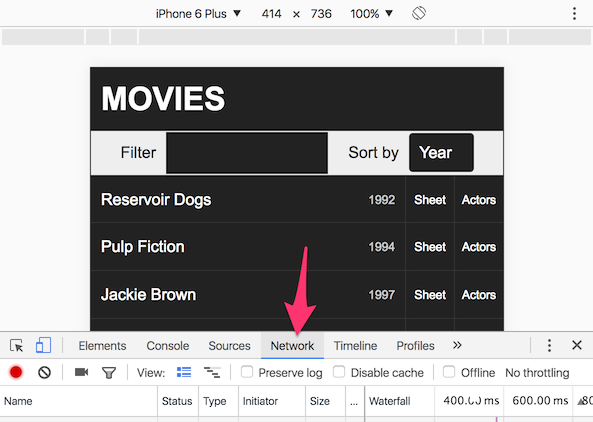 iPhone 6 Plus ▼ 414 × 736 100% ▼
MOVIES
Filter Sort by Year
Reservoir Dogs 1992 Sheet Actors
Pulp Fiction 1994 Sheet Actors
Jackie Brown 1997 Sheet Actors
Elements Console Sources Network Timeline Profiles »
View: Preserve log Disable cache Offline No throttling
Name Status Type Initiator Size ... Waterfall 400.00 ms 600.00 ms